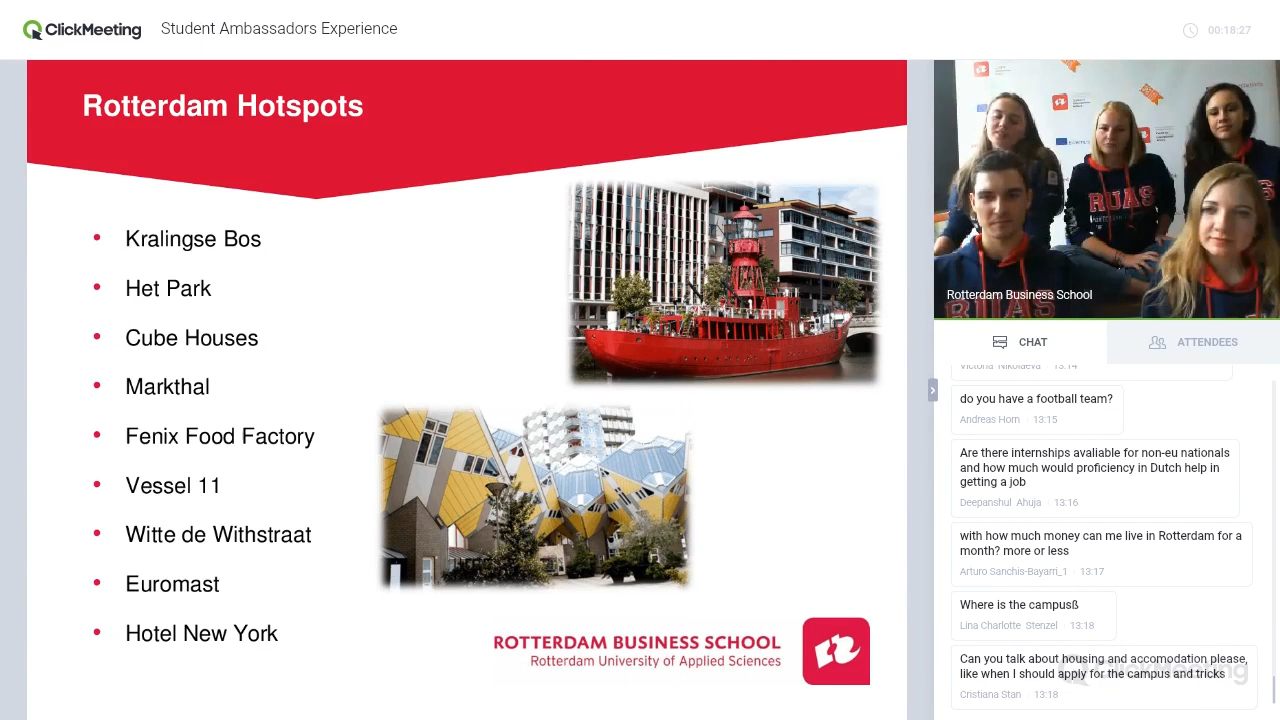 ClickMeeting
Student Ambassadors Experience
00:18:27
Rotterdam Hotspots
• Kralingse Bos
• Het Park
• Cube Houses
• Markthal
• Fenix Food Factory
• Vessel 11
• Witte de Withstraat
• Euromast
• Hotel New York
ROTTERDAM BUSINESS SCHOOL
Rotterdam University of Applied Sciences
RUAS
Rotterdam Business School
CHAT
ATTENDEES
Victoria Nikolaeva 13:14
do you have a football team?
Andreas Horn 13:15
Are there internships avaliable for non-eu nationals
and how much would proficiency in Dutch help in
getting a job
Deepanshul Ahuja 13:16
with how much money can me live in Rotterdam for a
month? more or less
Arturo Sanchis-Bayarri_1 13:17
Where is the campusß
Lina Charlotte Stenzel 13:18
Can you talk about housing and accomodation please,
like when I should apply for the campus and tricks
Cristiana Stan 13:18
ClickMeeting